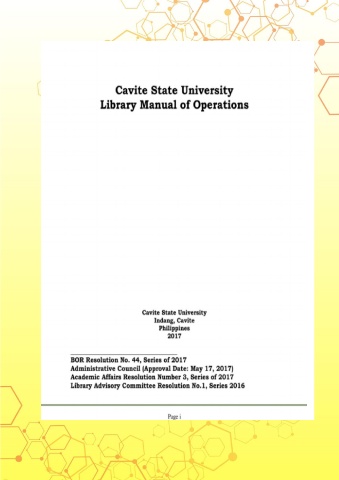 Cavite State University
Library Manual of Operations
Cavite State University
Indang, Cavite
Philippines
2017
BOR Resolution No. 44, Series of 2017
Administrative Council (Approval Date: May 17, 2017)
Academic Affairs Resolution Number 3, Series of 2017
Library Advisory Committee Resolution No.1, Series 2016
Page i